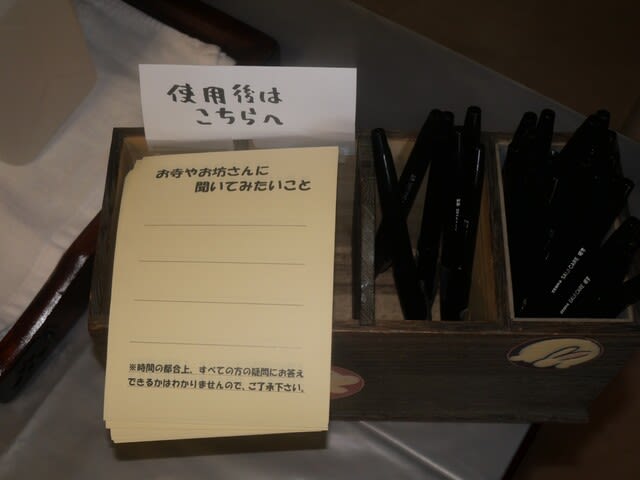 使用後は
こちらへ
お寺やお坊さんに
聞いてみたいこと
※時間の都合上、すべての方の疑問にお答え
できるかはわかりませんので、ご了承下さい。